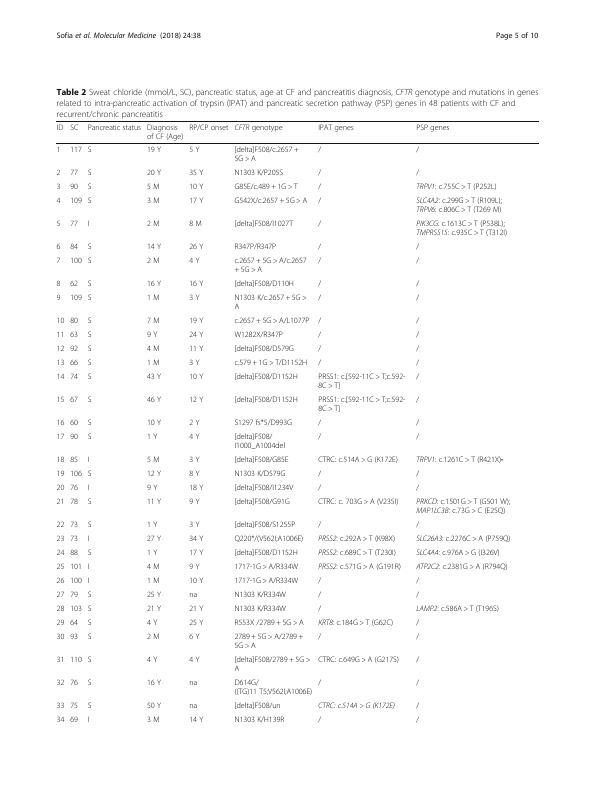 Sofia et al. Molecular Medicine (2018) 24:38 Page 5 of 10
Table 2 Sweat chloride (mmol/L, SC), pancreatic status, age at CF and pancreatitis diagnosis, CFTR genotype and mutations in genes
related to intra-pancreatic activation of trypsin (IPAT) and pancreatic secretion pathway (PSP) genes in 48 patients with CF and
recurrent/chronic pancreatitis
ID SC Pancreatic status Diagnosis RP/CP onset CFTR genotype IPAT genes PSP genes
of CF (Age)
1 117 S 19 Y 5 Y [delta]F508/c.2657 + / /
5G > A
2 77 S 20 Y 35 Y N1303 K/P205S / /
3 90 S 5 M 10 Y G85E/c.489 + 1G > T / TRPV1: c.755C > T (P252L)
4 109 S 3 M 17 Y G542X/c.2657 + 5G > A / SLC4A2: c.299G > T (R109L);
TRPV6: c.806C > T (T269 M)
5 77 I 2 M 8 M [delta]F508/I1027T / PIK3CG: c.1613C > T (P538L);
TMPRSS15: c.935C > T (T312I)
6 84 S 14 Y 26 Y R347P/R347P / /
7 100 S 2 M 4 Y c.2657 + 5G > A/c.2657 / /
+ 5G > A
8 62 S 16 Y 16 Y [delta]F508/D110H / /
9 109 S 1 M 3 Y N1303 K/c.2657 + 5G > / /
A
10 80 S 7 M 19 Y c.2657 + 5G > A/L1077P / /
11 63 S 9 Y 24 Y W1282X/R347P / /
12 92 S 4 M 11 Y [delta]F508/D579G / /
13 66 S 1 M 3 Y c.579 + 1G > T/D1152H / /
14 74 S 43 Y 10 Y [delta]F508/D1152H PRSS1: c.[592-11C > T;c.592- /
8C > T]
15 67 S 46 Y 12 Y [delta]F508/D1152H PRSS1: c.[592-11C > T;c.592- /
8C > T]
16 60 S 10 Y 2 Y S1297 fs*5/D993G / /
17 90 S 1 Y 4 Y [delta]F508/ / /
I1000_A1004del
18 85 I 5 M 3 Y [delta]F508/G85E CTRC: c.514A > G (K172E) TRPV1: c.1261C > T (R421X)•
19 106 S 12 Y 8 Y N1303 K/D579G / /
20 76 I 9 Y 18 Y [delta]F508/I1234V / /
21 78 S 11 Y 9 Y [delta]F508/G91G CTRC: c. 703G > A (V235I) PRKCD: c.1501G > T (G501 W);
MAP1LC3B: c.73G > C (E25Q)
22 73 S 1 Y 3 Y [delta]F508/S1255P / /
23 73 I 27 Y 34 Y Q220*/(V562I;A1006E) PRSS2: c.292A > T (K98X) SLC26A3: c.2276C > A (P759Q)
24 88 S 1 Y 17 Y [delta]F508/D1152H PRSS2: c.689C > T (T230I) SLC4A4: c.976A > G (I326V)
25 101 I 4 M 9 Y 1717-1G > A/R334W PRSS2: c.571G > A (G191R) ATP2C2: c.2381G > A (R794Q)
26 100 I 1 M 10 Y 1717-1G > A/R334W / /
27 79 S 25 Y na N1303 K/R334W / /
28 103 S 21 Y 21 Y N1303 K/R334W / LAMP2: c.586A > T (T196S)
29 64 S 4 Y 25 Y R553X /2789 + 5G > A KRT8: c.184G > T (G62C) /
30 93 S 2 M 6 Y 2789 + 5G > A/2789 + / /
5G > A
31 110 S 4 Y 4 Y [delta]F508/2789 + 5G > CTRC: c.649G > A (G217S) /
A
32 76 S 16 Y na D614G/ / /
((TG)11 T5;V562I;A1006E)
33 75 S 50 Y na [delta]F508/un CTRC: c.514A > G (K172E) /
34 69 I 3 M 14 Y N1303 K/H139R / /